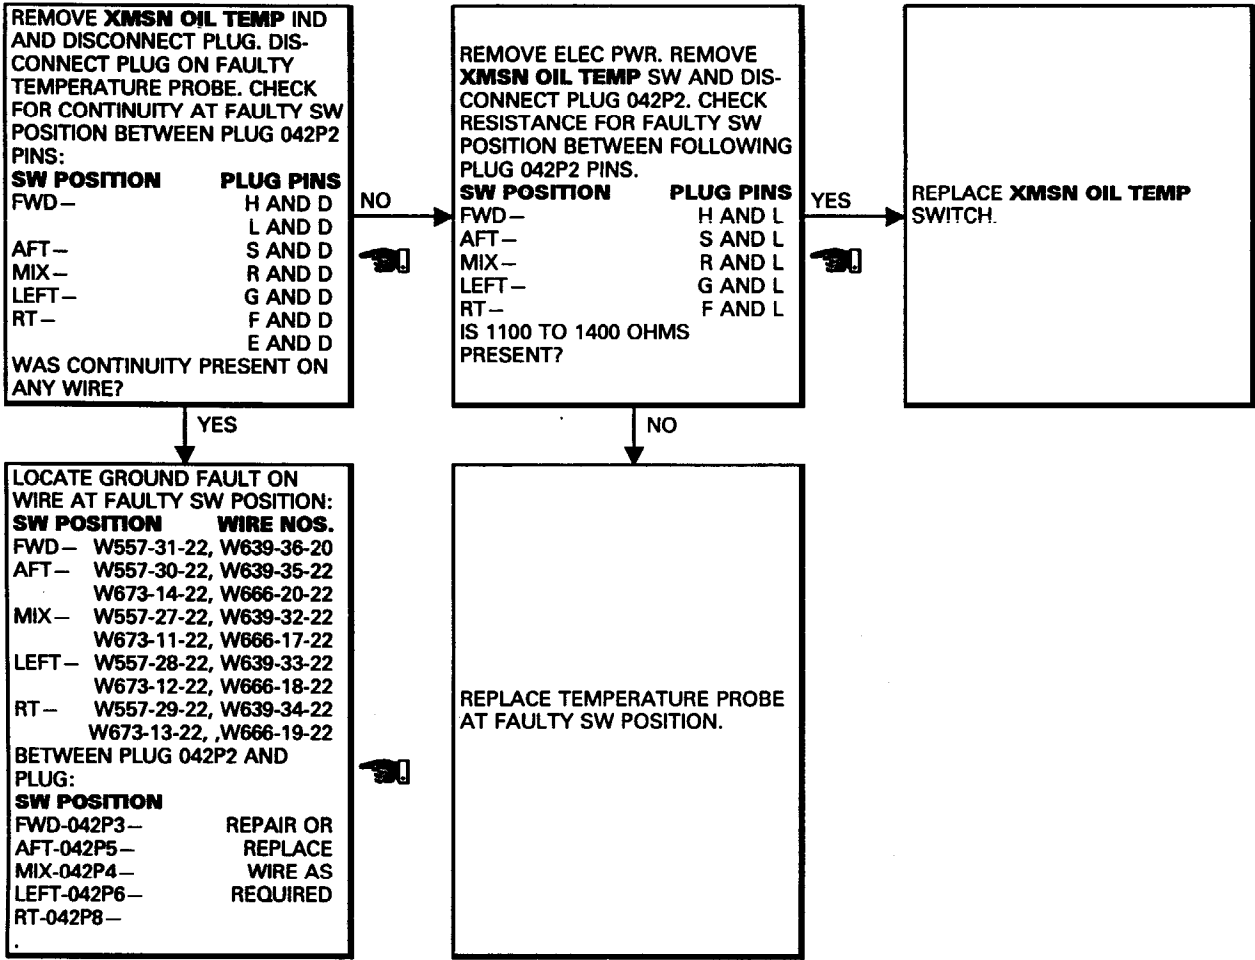 REMOVE XMSN OIL TEMP IND
AND DISCONNECT PLUG. DIS-
CONNECT PLUG ON FAULTY
TEMPERATURE PROBE. CHECK
FOR CONTINUITY AT FAULTY SW
POSITION BETWEEN PLUG 042P2
PINS:
SW POSITION PLUG PINS
FWD— H AND D
L AND D
AFT— S AND D
MIX— R AND D
LEFT— G AND D
RT— F AND D
E AND D
WAS CONTINUITY PRESENT ON
ANY WIRE?
NO
REMOVE ELEC PWR. REMOVE
XMSN OIL TEMP SW AND DIS-
CONNECT PLUG 042P2. CHECK
RESISTANCE FOR FAULTY SW
POSITION BETWEEN FOLLOWING
PLUG 042P2 PINS.
SW POSITION PLUG PINS
FWD— H AND L
AFT— S AND L
MIX— R AND L
LEFT— G AND L
RT— F AND L
IS 1100 TO 1400 OHMS
PRESENT?
YES
REPLACE XMSN OIL TEMP
SWITCH.
YES
NO
LOCATE GROUND FAULT ON
WIRE AT FAULTY SW POSITION:
SW POSITION WIRE NOS.
FWD— W557-31-22, W639-36-20
AFT— W557-30-22, W639-35-22
W673-14-22, W666-20-22
MIX— W557-27-22, W639-32-22
W673-11-22, W666-17-22
LEFT— W557-28-22, W639-33-22
W673-12-22, W666-18-22
RT— W557-29-22, W639-34-22
W673-13-22, ,W666-19-22
BETWEEN PLUG 042P2 AND
PLUG:
SW POSITION
FWD-042P3— REPAIR OR
AFT-042P5— REPLACE
MIX-042P4— WIRE AS
LEFT-042P6— REQUIRED
RT-042P8—
.
REPLACE TEMPERATURE PROBE
AT FAULTY SW POSITION.